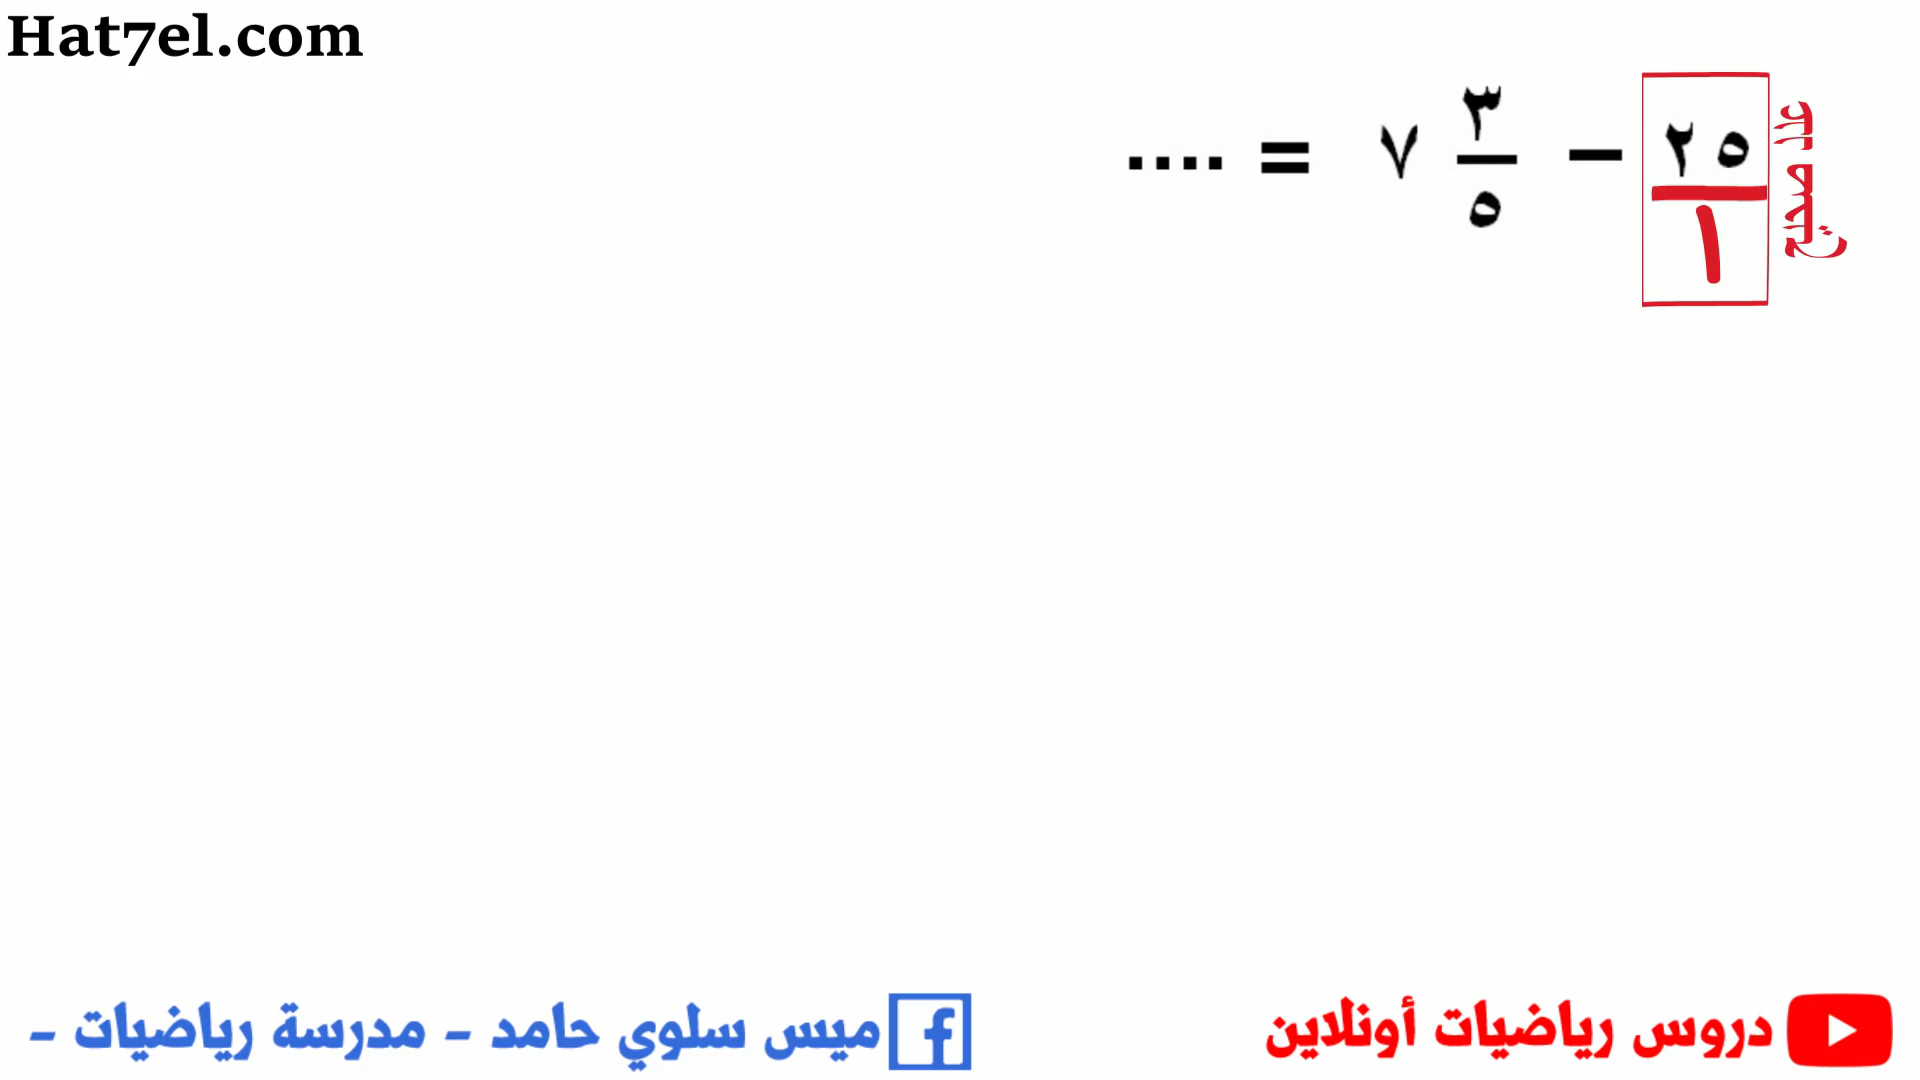 Hat7el.com
٢٥/١ − ٧ ٣/٥ = ....
عدد صحيح
دروس رياضيات أونلاين
ميس سلوي حامد - مدرسة رياضيات -